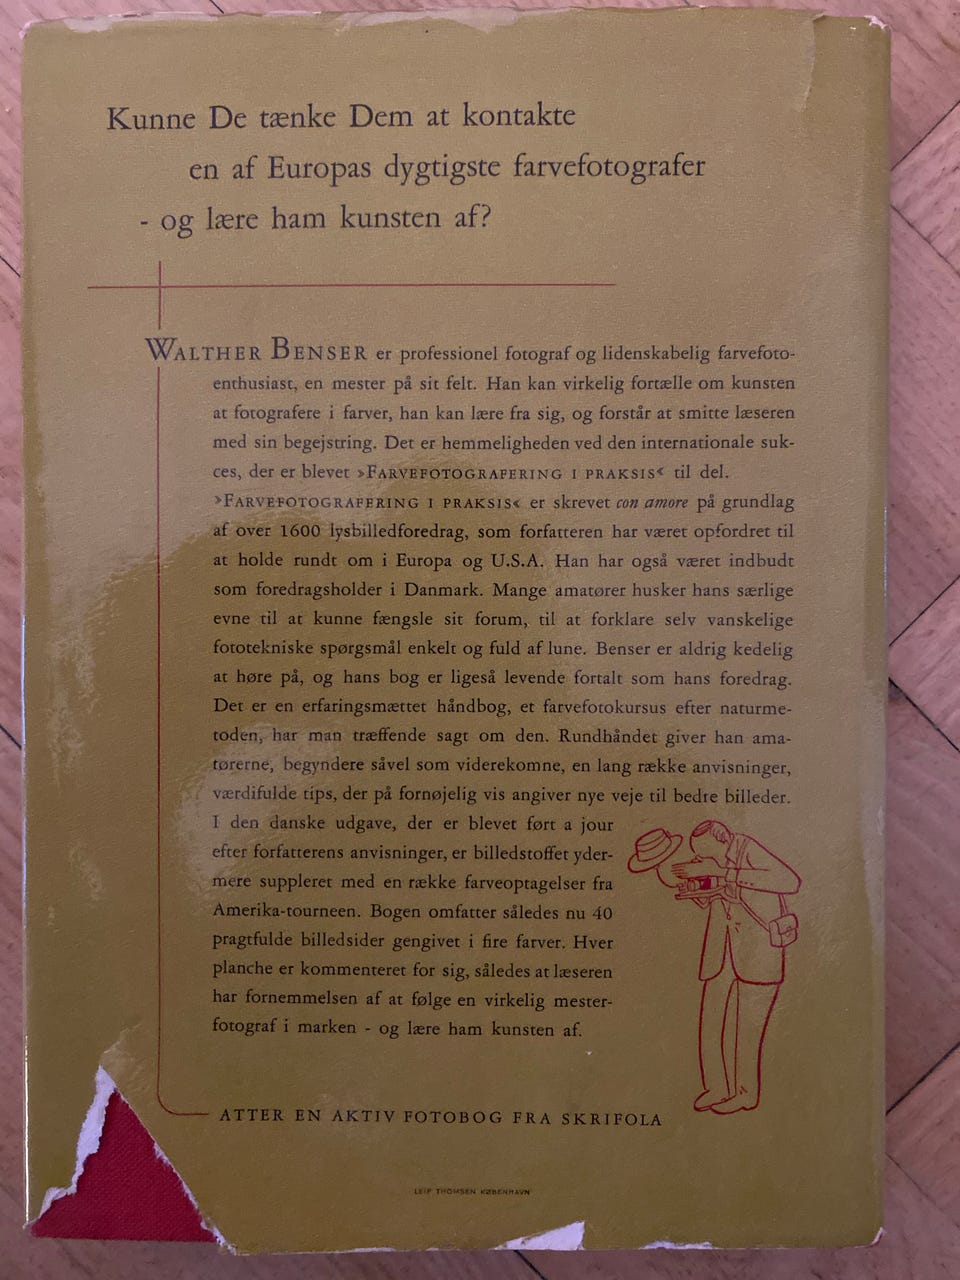 Kunne De tænke Dem at kontakte
en af Europas dygtigste farvefotografer
- og lære ham kunsten af?
WALTHER BENSER er professionel fotograf og lidenskabelig farvefoto-
enthusiast, en mester på sit felt. Han kan virkelig fortælle om kunsten
at fotografere i farver, han kan lære fra sig, og forstår at smitte læseren
med sin begejstring. Det er hemmeligheden ved den internationale suk-
ces, der er blevet »FARVEFOTOGRAFERING I PRAKSIS« til del.
»FARVEFOTOGRAFERING I PRAKSIS« er skrevet con amore på grundlag
af over 1600 lysbilledforedrag, som forfatteren har været opfordret til
at holde rundt om i Europa og U.S.A. Han har også været indbudt
som foredragsholder i Danmark. Mange amatører husker hans særlige
evne til at kunne fængsle sit forum, til at forklare selv vanskelige
fototekniske spørgsmål enkelt og fuld af lune. Benser er aldrig kedelig
at høre på, og hans bog er ligeså levende fortalt som hans foredrag.
Det er en erfaringsmættet håndbog, et farvefotokursus efter naturme-
toden, har man træffende sagt om den. Rundhåndet giver han ama-
tørerne, begyndere såvel som viderekomne, en lang række anvisninger,
værdifulde tips, der på fornøjelig vis angiver nye veje til bedre billeder.
I den danske udgave, der er blevet ført a jour
efter forfatterens anvisninger, er billedstoffet yder-
mere suppleret med en række farveoptagelser fra
Amerika-tourneen. Bogen omfatter således nu 40
pragtfulde billedsider gengivet i fire farver. Hver
planche er kommenteret for sig, således at læseren
har fornemmelsen af at følge en virkelig mester-
fotograf i marken - og lære ham kunsten af.
ATTER EN AKTIV FOTOBOG FRA SKRIFOLA
LEIF THOMSEN KØBENHAVN